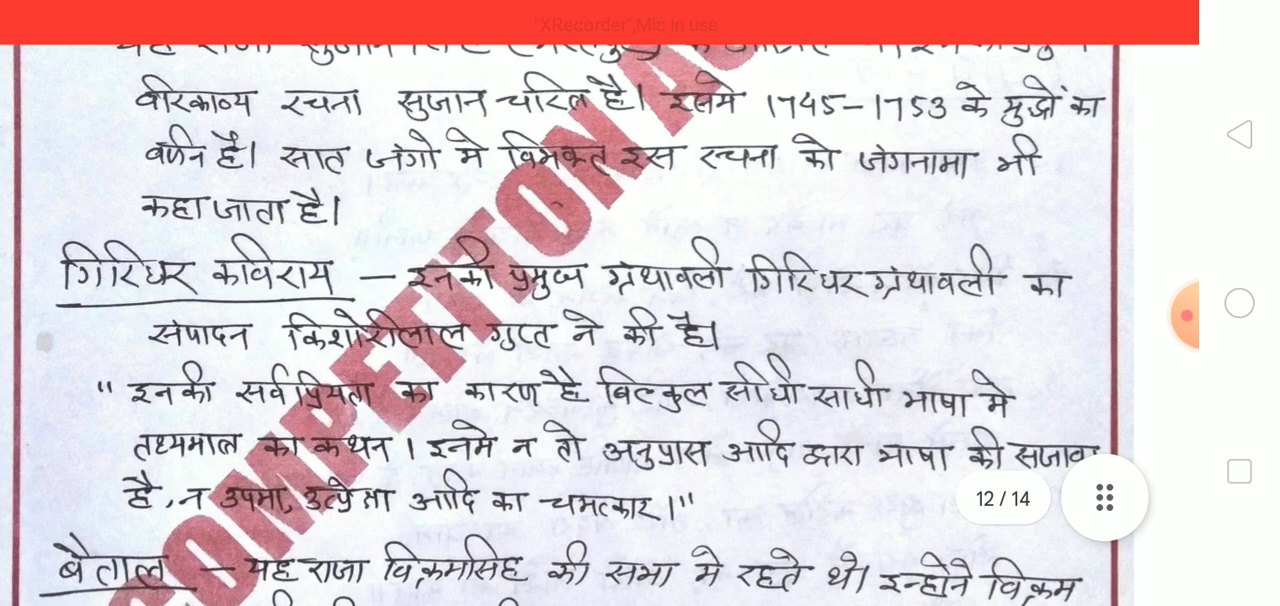 "XRecorder",Mic in use
यह राजा
वीरकाव्य रचना सुजान चरित है। इसमे 1745-1753 के युद्धों का
वर्णन है। सात जंगो मे विभक्त इस रचना को जंगनामा भी
कहा जाता है।
गिरिधर कविराय — इनकी प्रमुख ग्रंथावली गिरिधर ग्रंथावली का
संपादन किशोरीलाल गुप्त ने की है।
" इनकी सर्वप्रियता का कारण है बिल्कुल सीधी साधी भाषा मे
तथ्यमात्र का कथन । इनमे न तो अनुप्रास आदि द्वारा भाषा की सजावट
है, न उपमा, उत्प्रेक्षा आदि का चमत्कार।"
12 / 14
बैताल — यह राजा विक्रमसिंह की सभा मे रहते थे। इन्होने विक्रम
COMPETITON